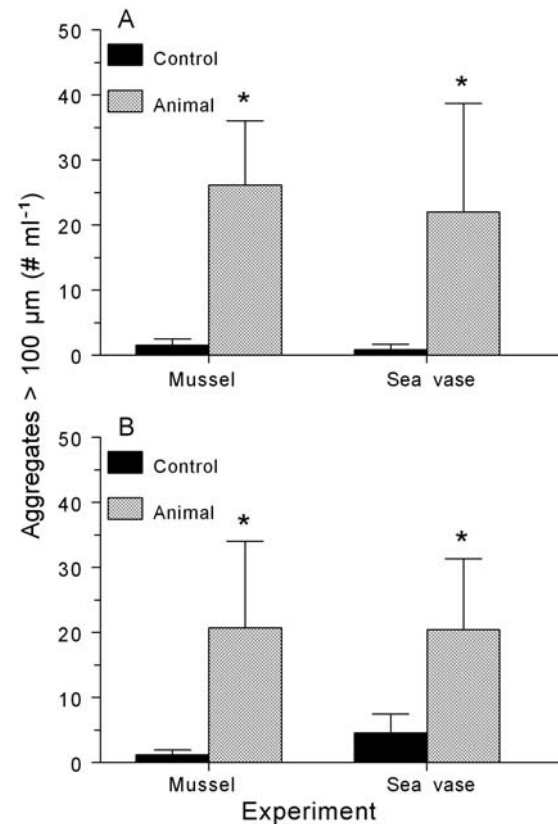 Aggregates > 100 µm (# ml⁻¹)
A
50
40
30
20
10
0
Control
Animal
*
*
Mussel
Sea vase
B
50
40
30
20
10
0
Control
Animal
*
*
Mussel
Sea vase
Experiment